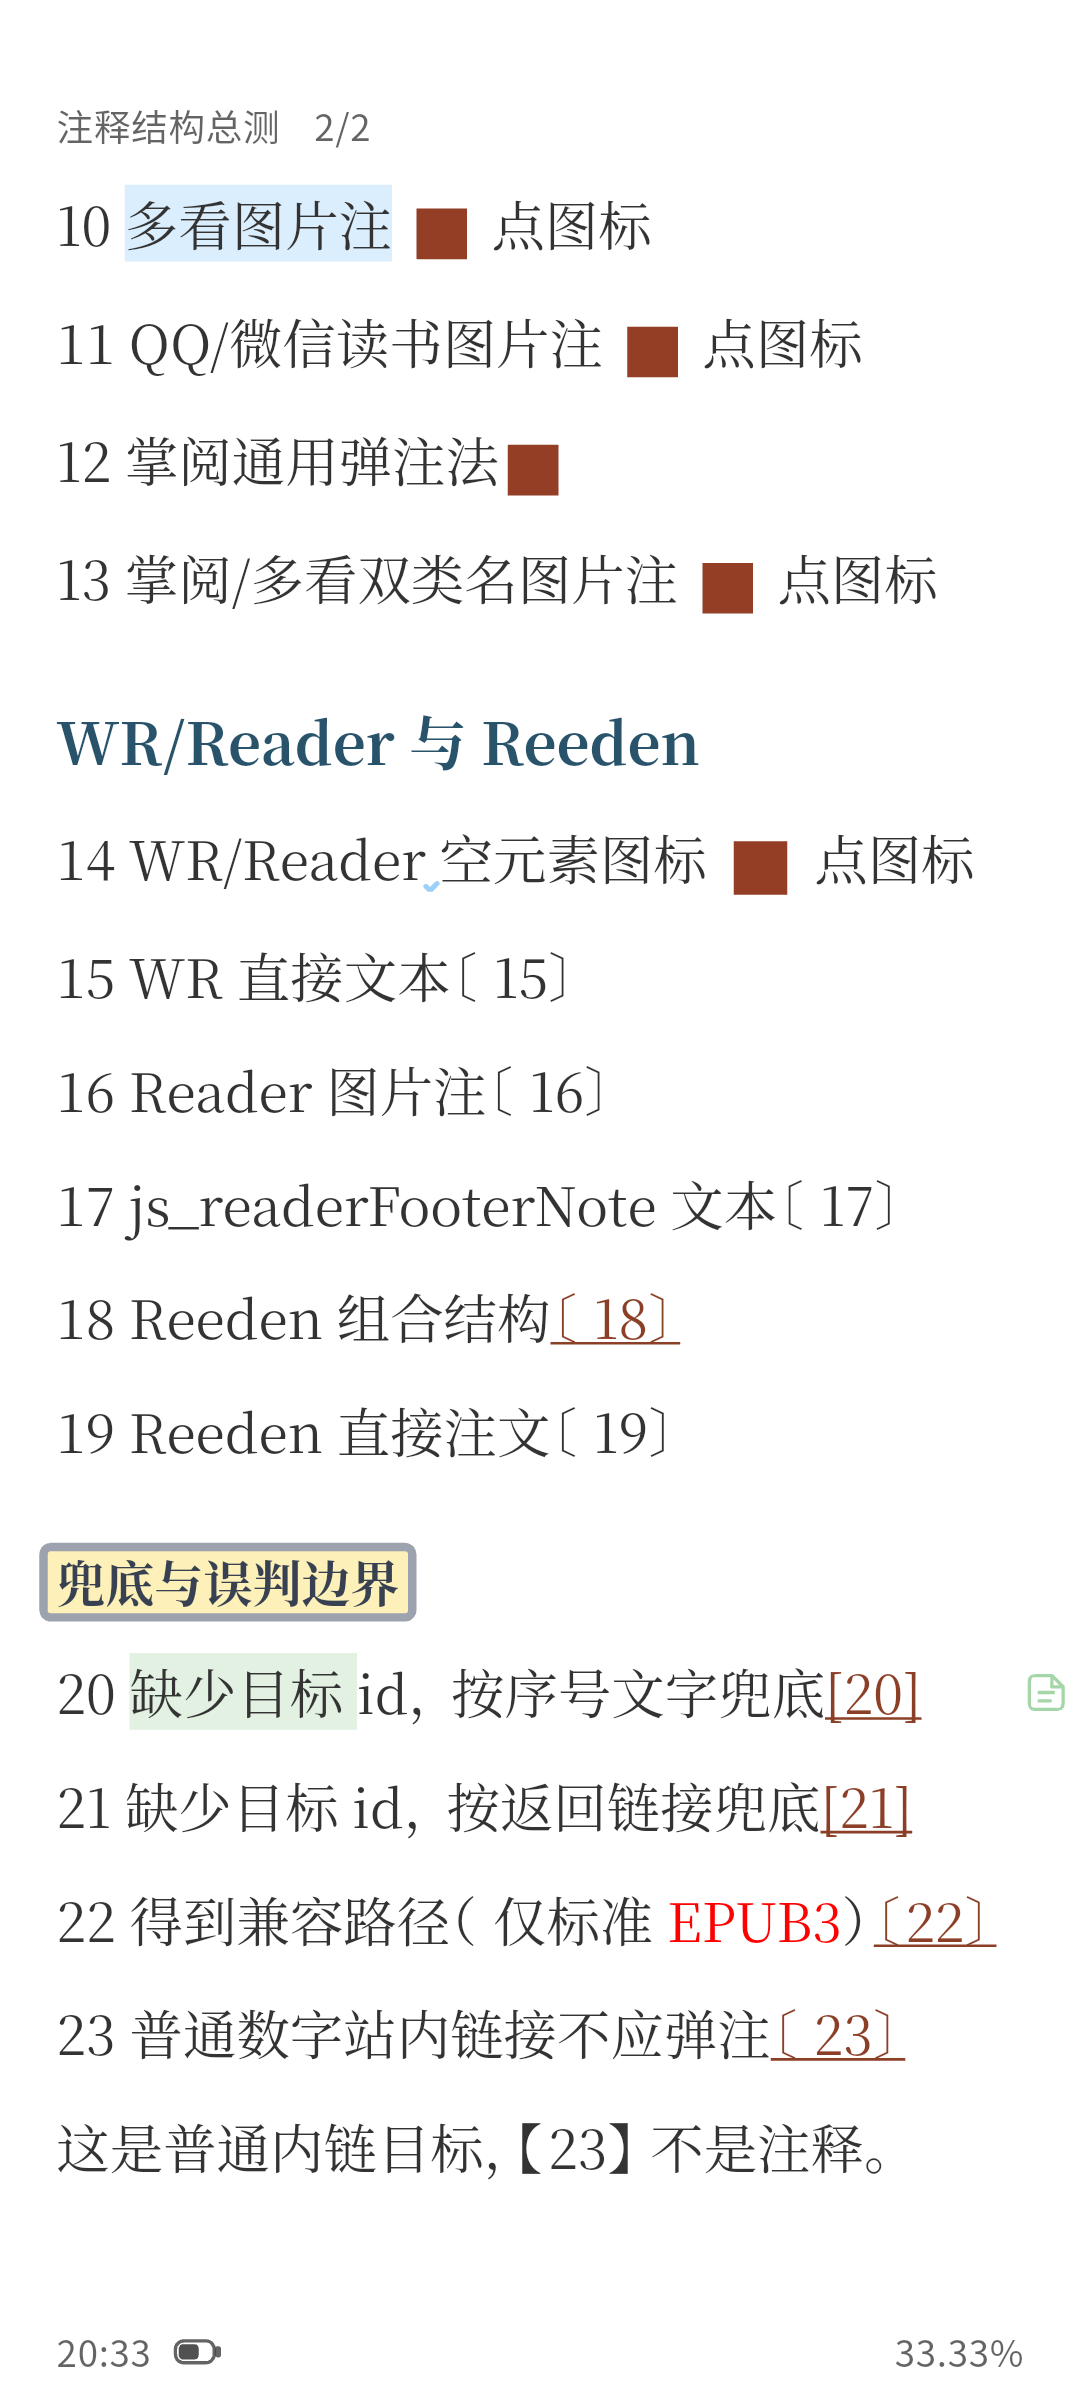 注释结构总测 2/2
10 多看图片注 点图标
11 QQ/微信读书图片注 点图标
12 掌阅通用弹注法
13 掌阅/多看双类名图片注 点图标
WR/Reader 与 Reeden
14 WR/Reader 空元素图标 点图标
15 WR 直接文本〔15〕
16 Reader 图片注〔16〕
17 js_readerFooterNote 文本〔17〕
18 Reeden 组合结构〔18〕
19 Reeden 直接注文〔19〕
兜底与误判边界
20 缺少目标 id，按序号文字兜底[20]
21 缺少目标 id，按返回链接兜底[21]
22 得到兼容路径（仅标准 EPUB3）〔22〕
23 普通数字站内链接不应弹注〔23〕
这是普通内链目标，【23】不是注释。
20:33 33.33%